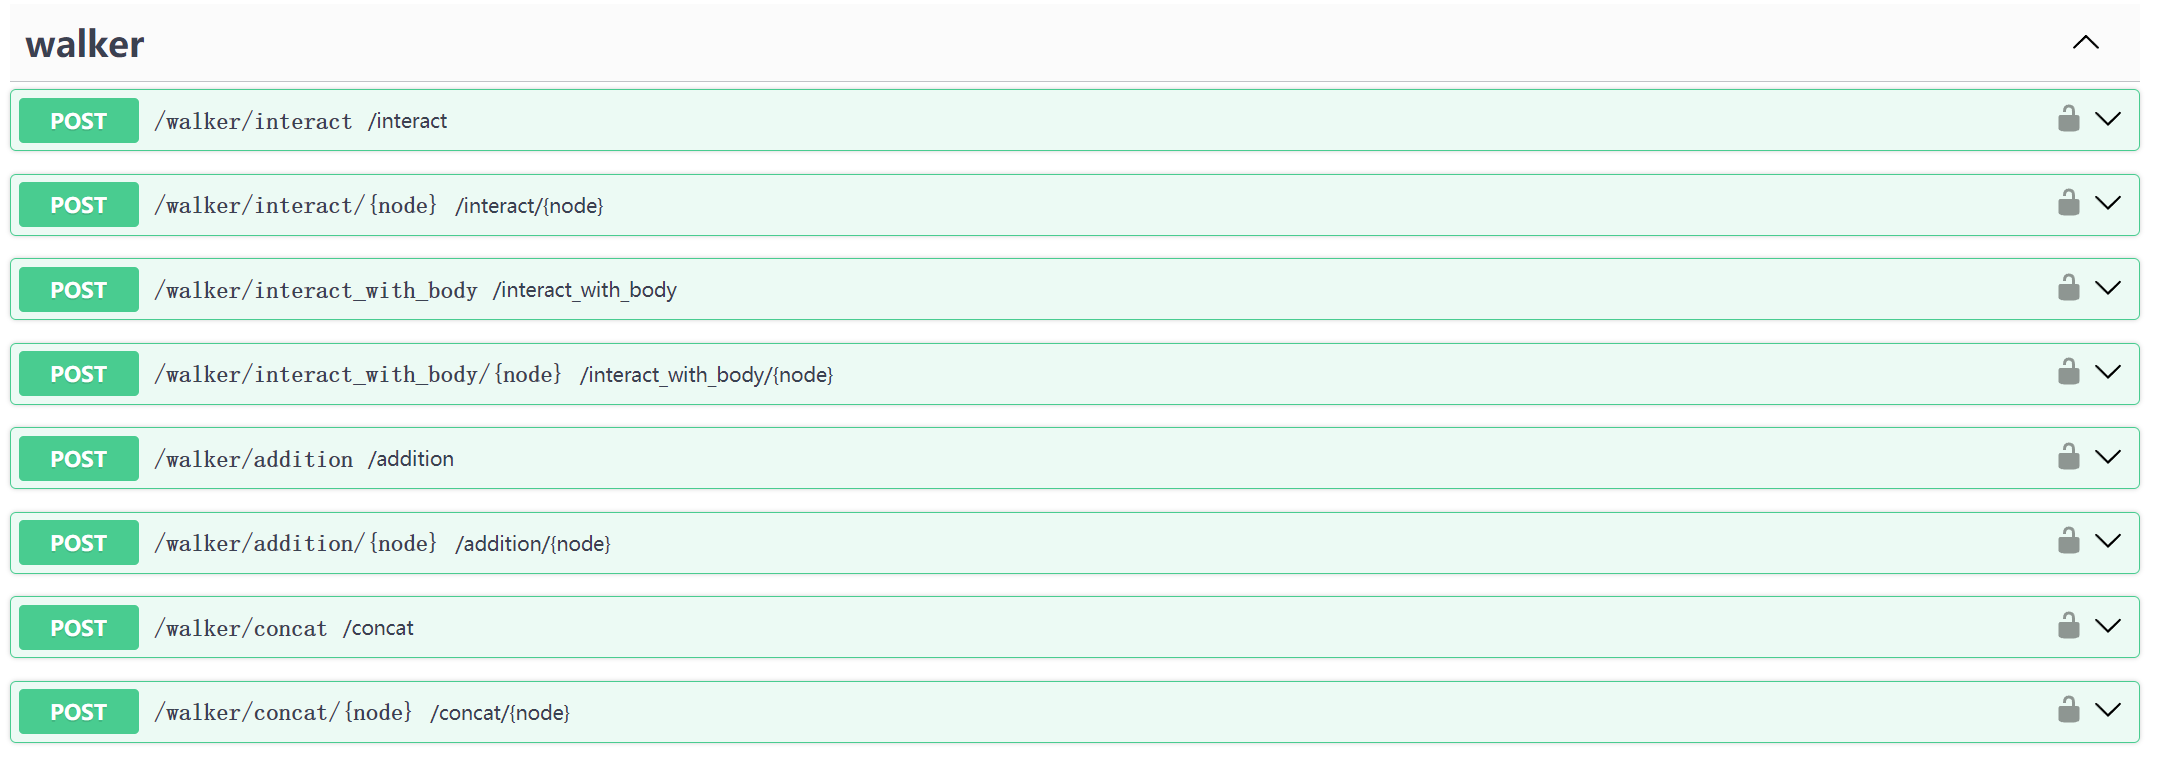 walker
POST /walker/interact /interact
POST /walker/interact/{node} /interact/{node}
POST /walker/interact_with_body /interact_with_body
POST /walker/interact_with_body/{node} /interact_with_body/{node}
POST /walker/addition /addition
POST /walker/addition/{node} /addition/{node}
POST /walker/concat /concat
POST /walker/concat/{node} /concat/{node}